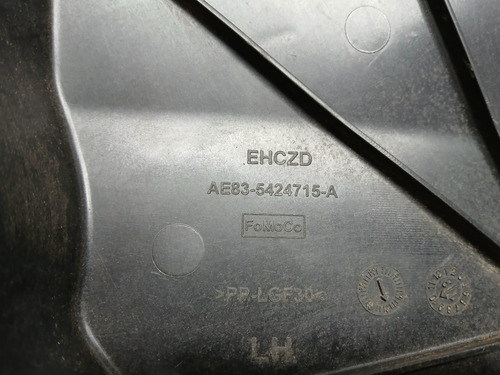 EHCZD
AE83-5424715-A
FoMoCo
>PP-LGF30<
LH